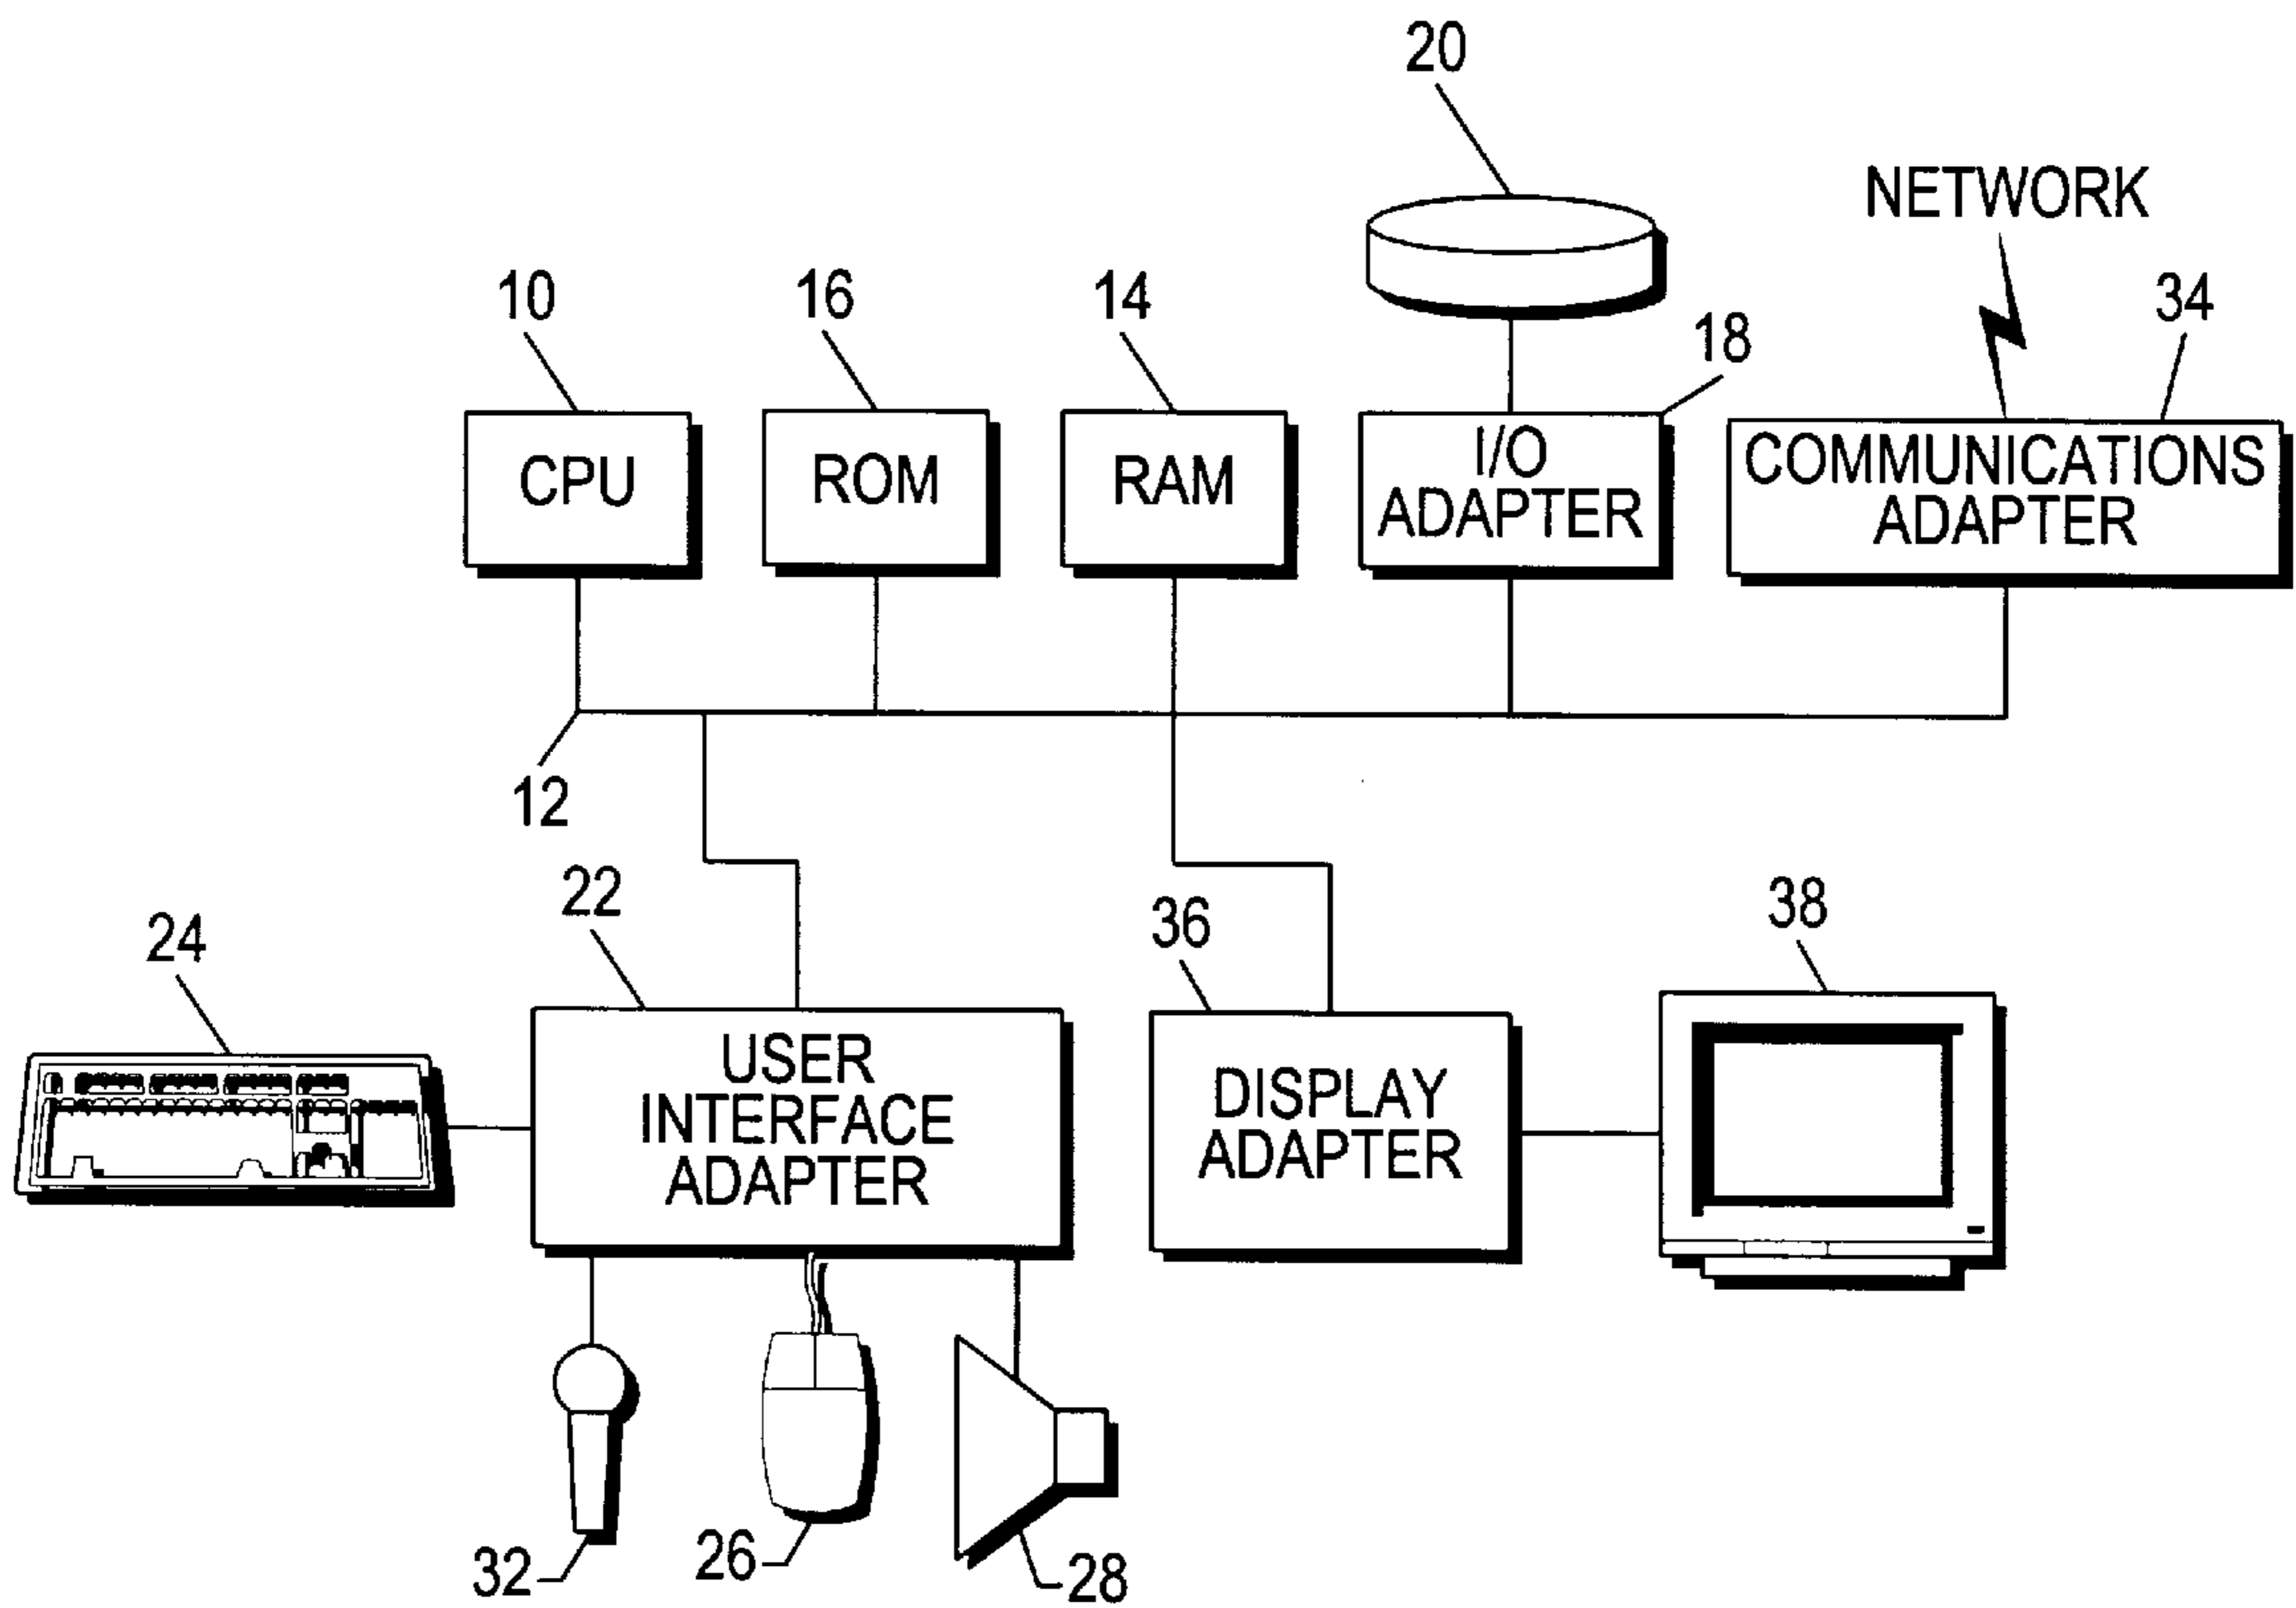 20
NETWORK
10
16
14
34
18
CPU
ROM
RAM
I/O
ADAPTER
COMMUNICATIONS
ADAPTER
12
22
36
38
24
USER
INTERFACE
ADAPTER
DISPLAY
ADAPTER
32
26
28